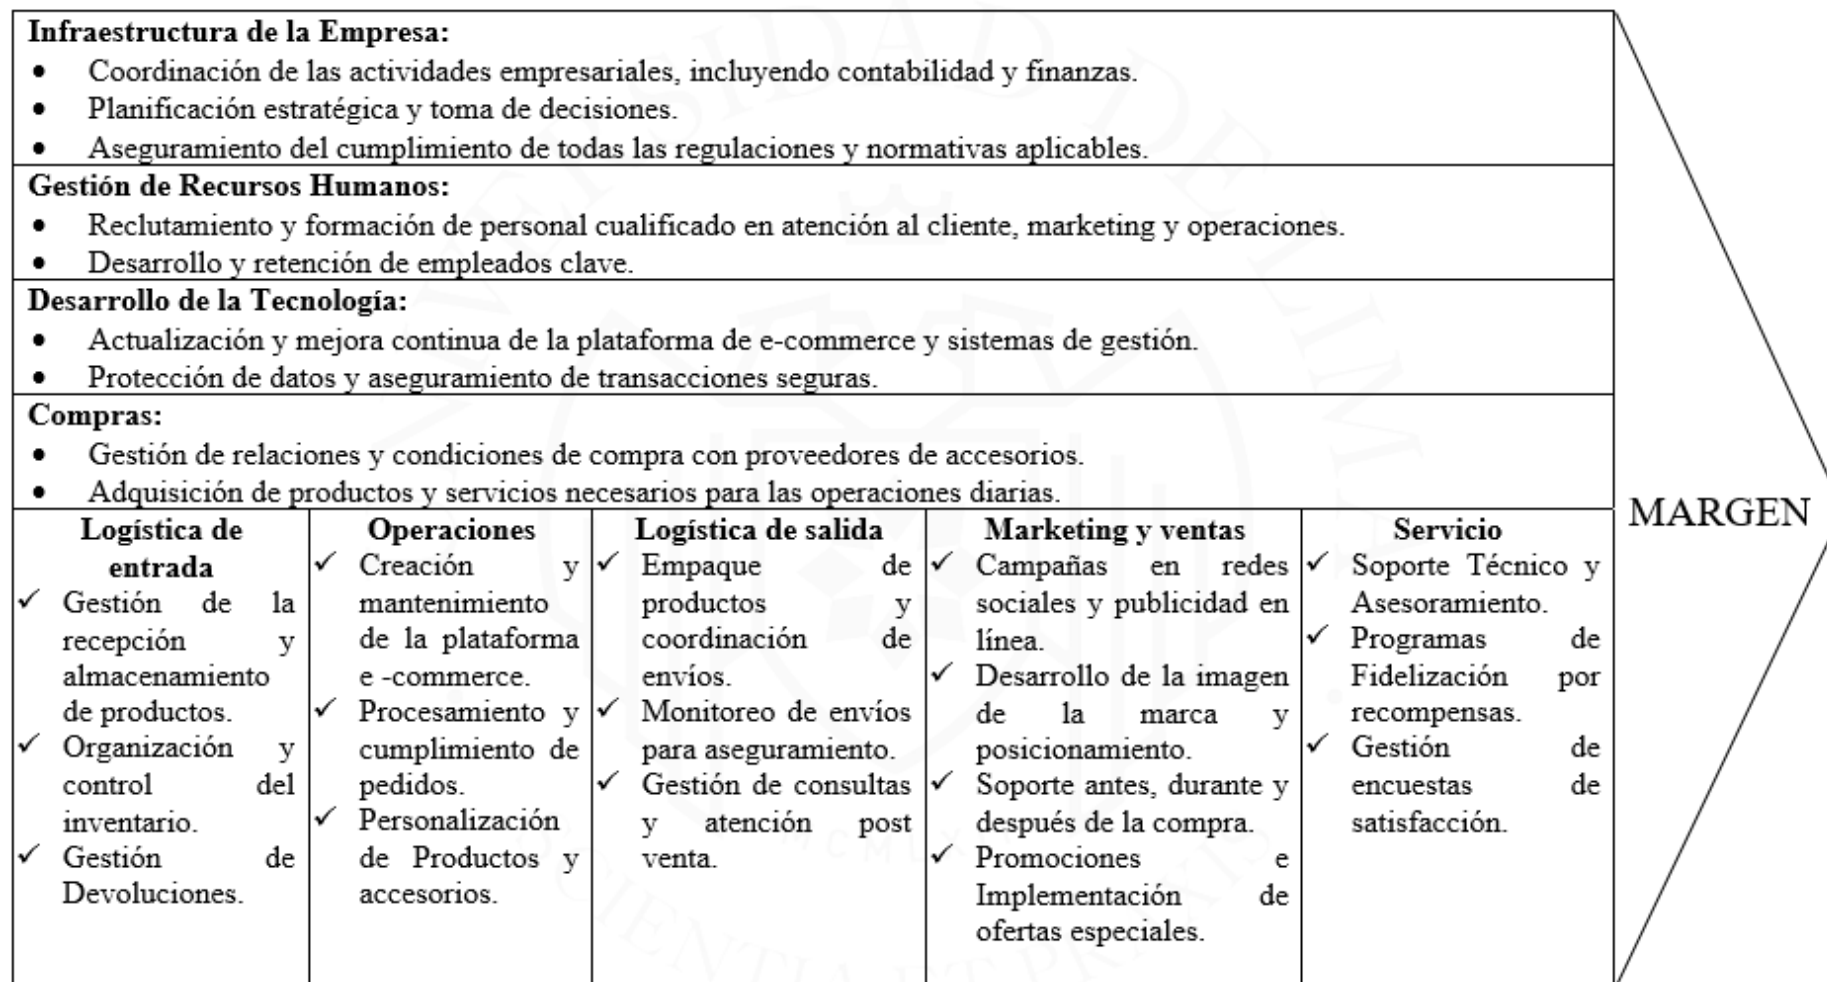 Infraestructura de la Empresa:
• Coordinación de las actividades empresariales, incluyendo contabilidad y finanzas.
• Planificación estratégica y toma de decisiones.
• Aseguramiento del cumplimiento de todas las regulaciones y normativas aplicables.
Gestión de Recursos Humanos:
• Reclutamiento y formación de personal cualificado en atención al cliente, marketing y operaciones.
• Desarrollo y retención de empleados clave.
Desarrollo de la Tecnología:
• Actualización y mejora continua de la plataforma de e-commerce y sistemas de gestión.
• Protección de datos y aseguramiento de transacciones seguras.
Compras:
• Gestión de relaciones y condiciones de compra con proveedores de accesorios.
• Adquisición de productos y servicios necesarios para las operaciones diarias.
Logística de
entrada
✓ Gestión de la
recepción y
almacenamiento
de productos.
✓ Organización y
control del
inventario.
✓ Gestión de
Devoluciones.
Operaciones
✓ Creación y
mantenimiento
de la plataforma
e -commerce.
✓ Procesamiento y
cumplimiento de
pedidos.
✓ Personalización
de Productos y
accesorios.
Logística de salida
✓ Empaque de
productos y
coordinación de
envíos.
✓ Monitoreo de envíos
para aseguramiento.
✓ Gestión de consultas
y atención post
venta.
Marketing y ventas
✓ Campañas en redes
sociales y publicidad en
línea.
✓ Desarrollo de la imagen
de la marca y
posicionamiento.
✓ Soporte antes, durante y
después de la compra.
✓ Promociones e
Implementación de
ofertas especiales.
Servicio
✓ Soporte Técnico y
Asesoramiento.
✓ Programas de
Fidelización por
recompensas.
✓ Gestión de
encuestas de
satisfacción.
MARGEN
UNIVERSIDAD DE LIMA
SCIENTIA ET PRAXIS